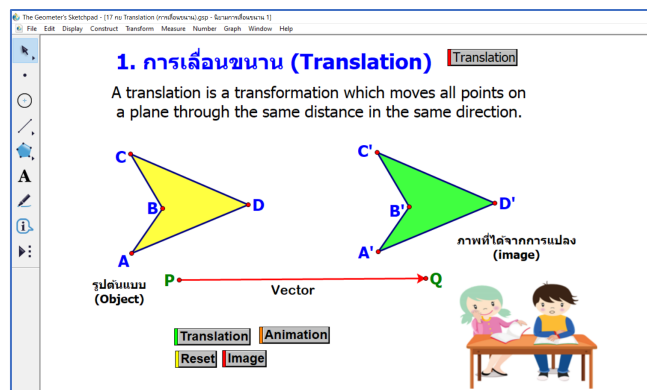 The Geometer's Sketchpad - [17 กย Translation (การเลื่อนขนาน).gsp - นิยามการเลื่อนขนาน 1]
File Edit Display Construct Transform Measure Number Graph Window Help
1. การเลื่อนขนาน (Translation)
Translation
A translation is a transformation which moves all points on
a plane through the same distance in the same direction.
C
C'
B
D
B'
D'
A
A'
ภาพที่ได้จากการแปลง
(image)
รูปต้นแบบ
(Object)
P
Vector
Q
Translation
Animation
Reset
Image
A